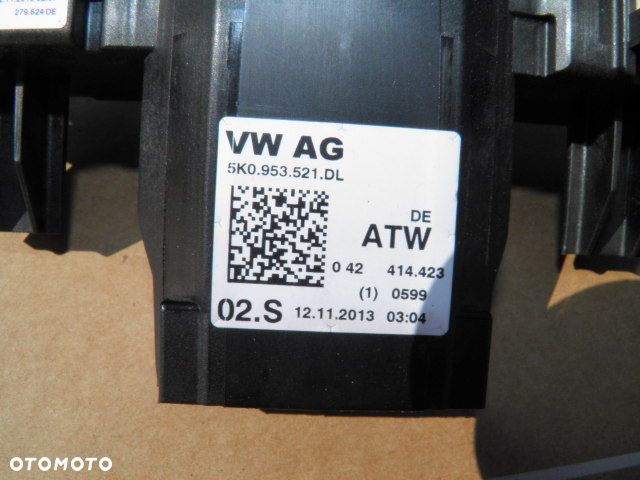 279.624 DE
VW AG
5K0.953.521.DL
DE
ATW
0 42 414.423
(1) 0599
02.S 12.11.2013 03:04
OTOMOTO